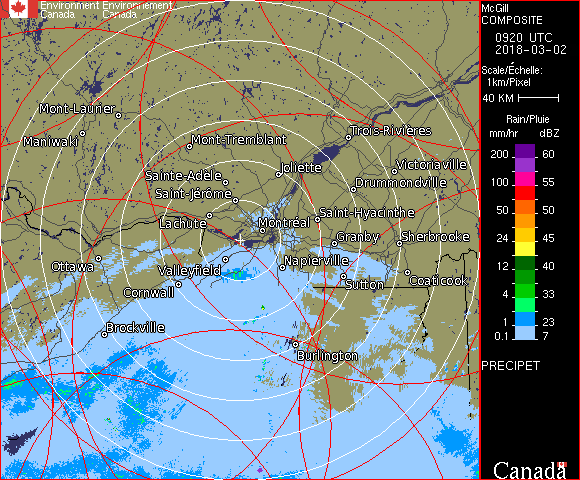 Environment Environnement
Canada Canada
McGill
COMPOSITE
0920 UTC
2018-03-02
Scale/Échelle:
1km/Pixel
40 KM
Rain/Pluie
mm/hr dBZ
200 60
150 55
100 55
50 50
24 45
12 40
4 33
1 23
0.1 7
PRECIPET
Canada
Mont-Laurier
Maniwaki
Mont-Tremblant
Trois-Rivières
Joliette
Victoriaville
Sainte-Adèle
Drummondville
Saint-Jérôme
Saint-Hyacinthe
Lachute
Montréal
Granby
Sherbrooke
Ottawa
Valleyfield
Napierville
Cornwall
Sutton
Coaticook
Brockville
Burlington